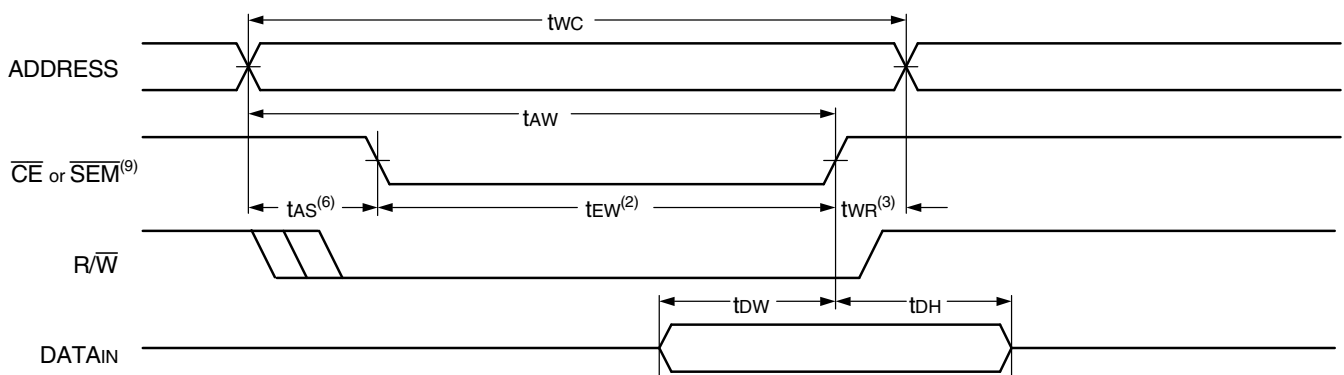 tWC
ADDRESS
tAW
CE or SEM(9)
tAS(6) tEW(2) tWR(3)
R/W
tDW tDH
DATAIN